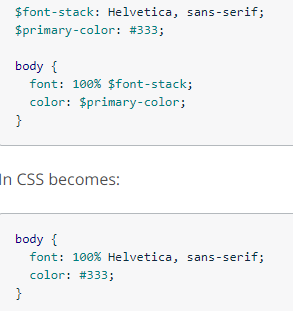 $font-stack: Helvetica, sans-serif;
$primary-color: #333;
body {
  font: 100% $font-stack;
  color: $primary-color;
}
In CSS becomes:
body {
  font: 100% Helvetica, sans-serif;
  color: #333;
}